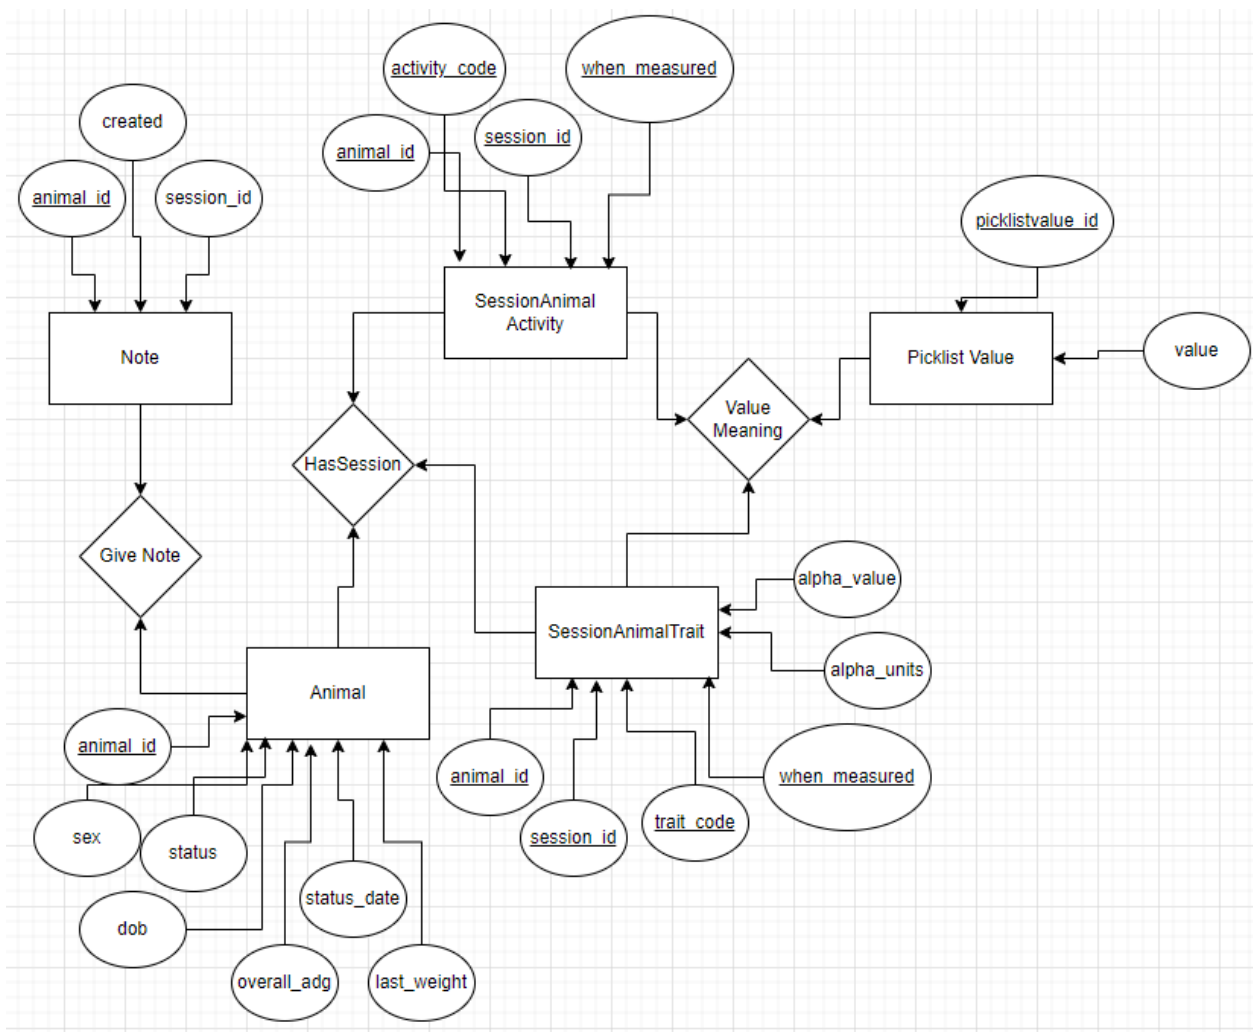 activity_code
when_measured
created
session_id
animal_id
animal_id
session_id
picklistvalue_id
SessionAnimal
Activity
Note
Picklist Value
value
Value
Meaning
HasSession
Give Note
alpha_value
SessionAnimalTrait
alpha_units
Animal
animal_id
animal_id
when_measured
session_id
trait_code
sex
status
status_date
dob
overall_adg
last_weight